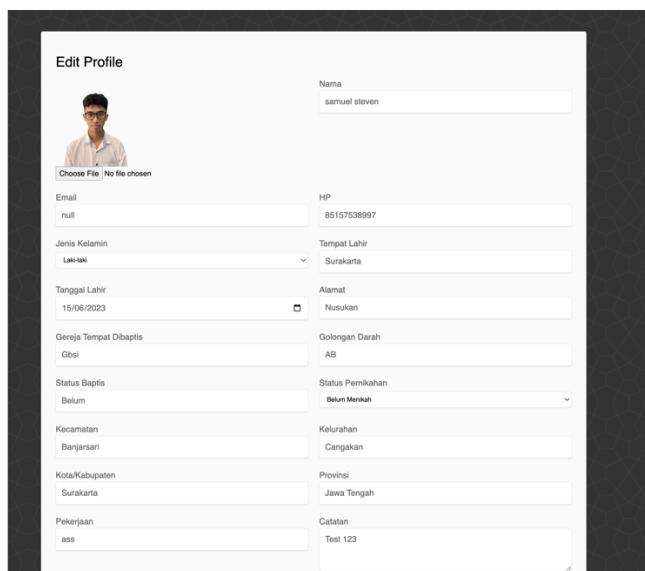 Edit Profile
Nama
samuel steven
Choose File No file chosen
Email
null
HP
85157538997
Jenis Kelamin
Laki-laki
Tempat Lahir
Surakarta
Tanggal Lahir
15/06/2023
Alamat
Nusukan
Gereja Tempat Dibaptis
Gbsi
Golongan Darah
AB
Status Baptis
Belum
Status Pernikahan
Belum Menikah
Kecamatan
Banjarsari
Kelurahan
Cangakan
Kota/Kabupaten
Surakarta
Provinsi
Jawa Tengah
Pekerjaan
ass
Catatan
Test 123